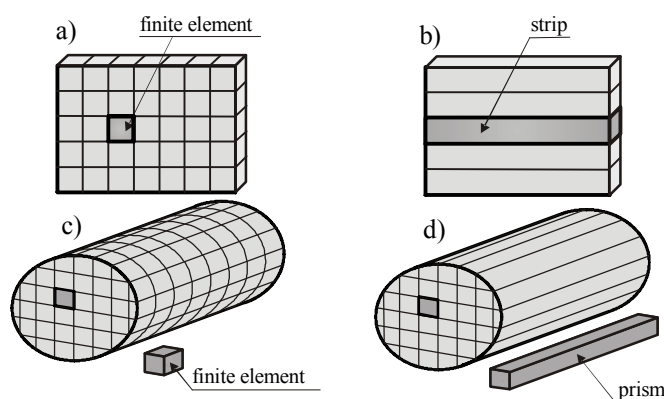 a)
finite element
b)
strip
c)
finite element
d)
prism